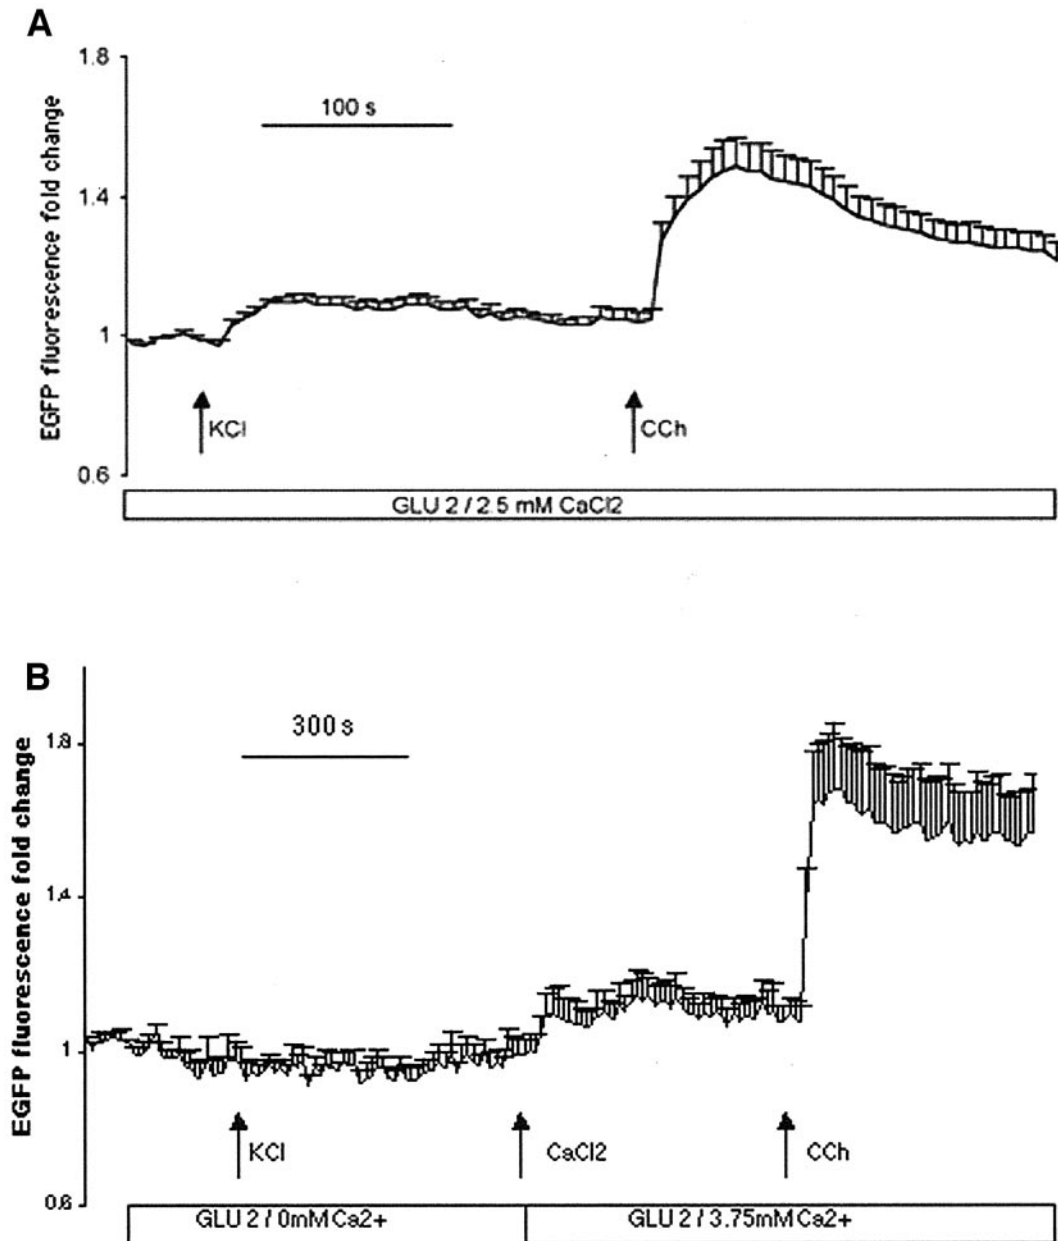 A
1.8
100 s
EGFP fluorescence fold change
1.4
1
KCl
CCh
0.6
GLU 2 / 2.5 mM CaCl2
B
300 s
1.8
EGFP fluorescence fold change
1.4
1
KCl
CaCl2
CCh
0.6
GLU 2 / 0mM Ca2+
GLU 2 / 3.75mM Ca2+